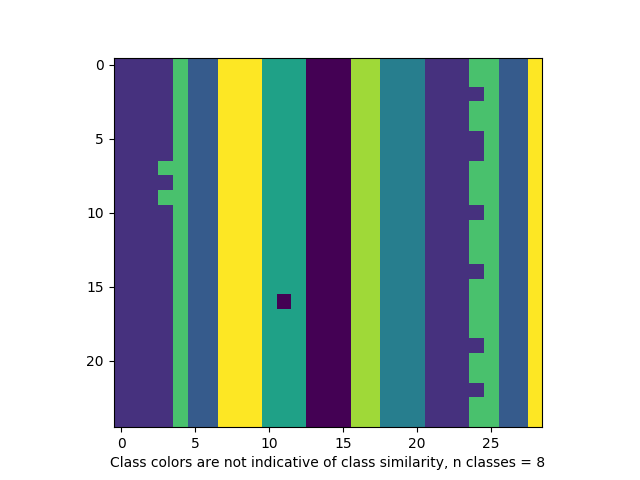 0
5
10
15
20
0 5 10 15 20 25
Class colors are not indicative of class similarity, n classes = 8